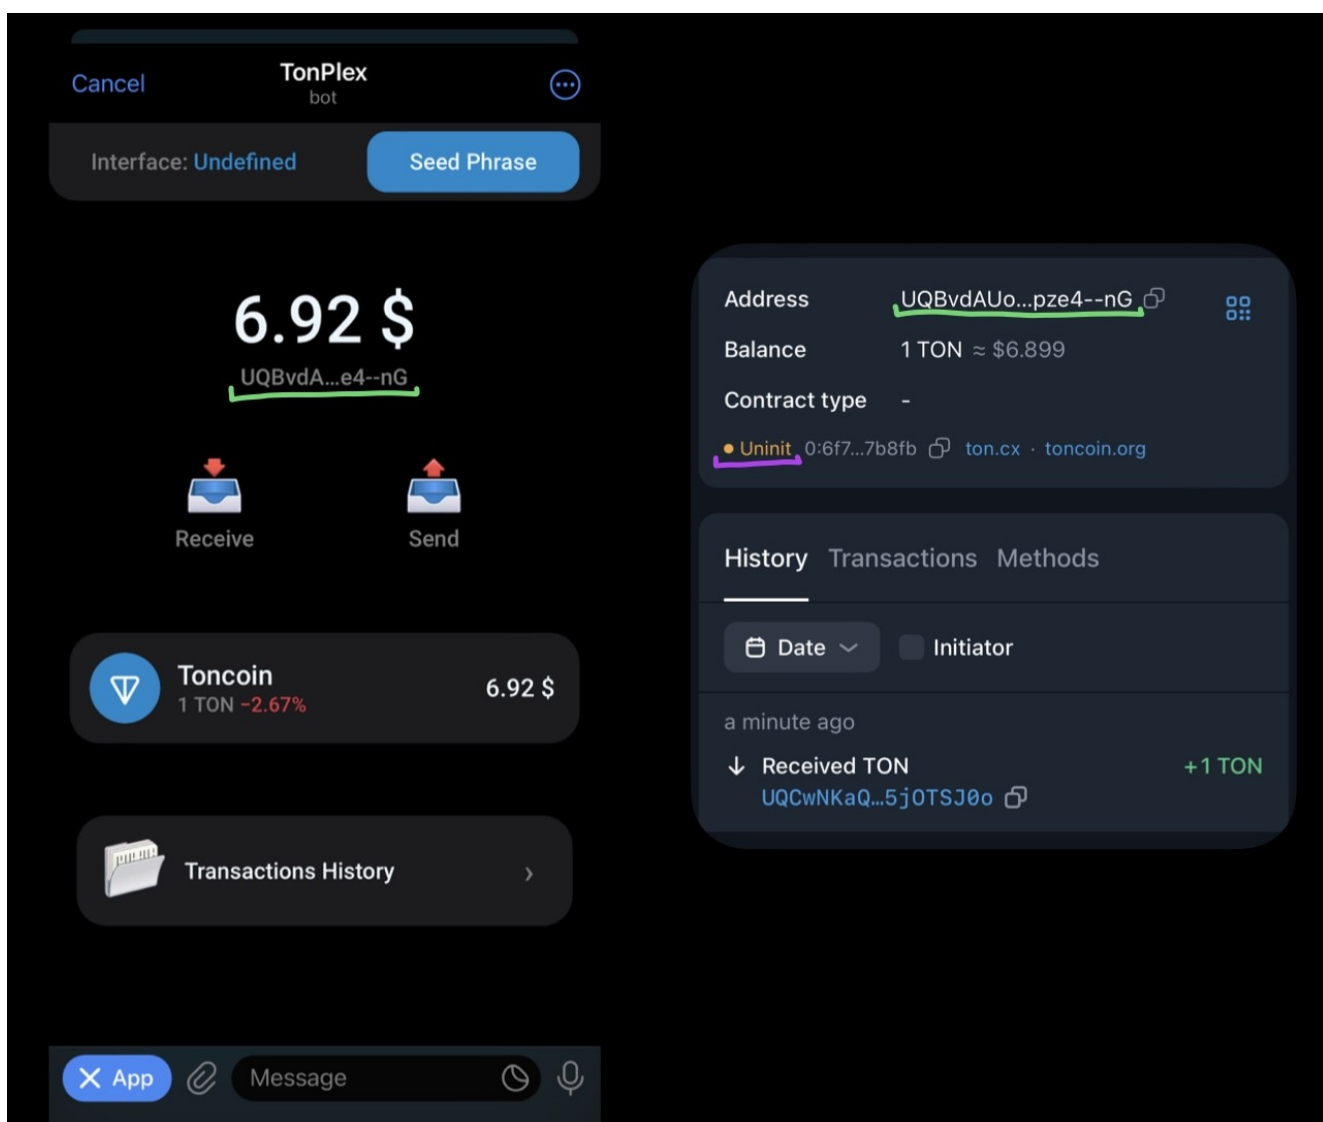 Cancel
TonPlex
bot
Interface: Undefined
Seed Phrase
6.92 $
UQBvdA...e4--nG
Receive
Send
Toncoin
1 TON −2.67%
6.92 $
Transactions History
App
Message
Address UQBvdAUo...pze4--nG
Balance 1 TON ≈ $6.899
Contract type -
Uninit 0:6f7...7b8fb ton.cx · toncoin.org
History Transactions Methods
Date Initiator
a minute ago
Received TON +1 TON
UQCwNKaQ…5jOTSJ0o